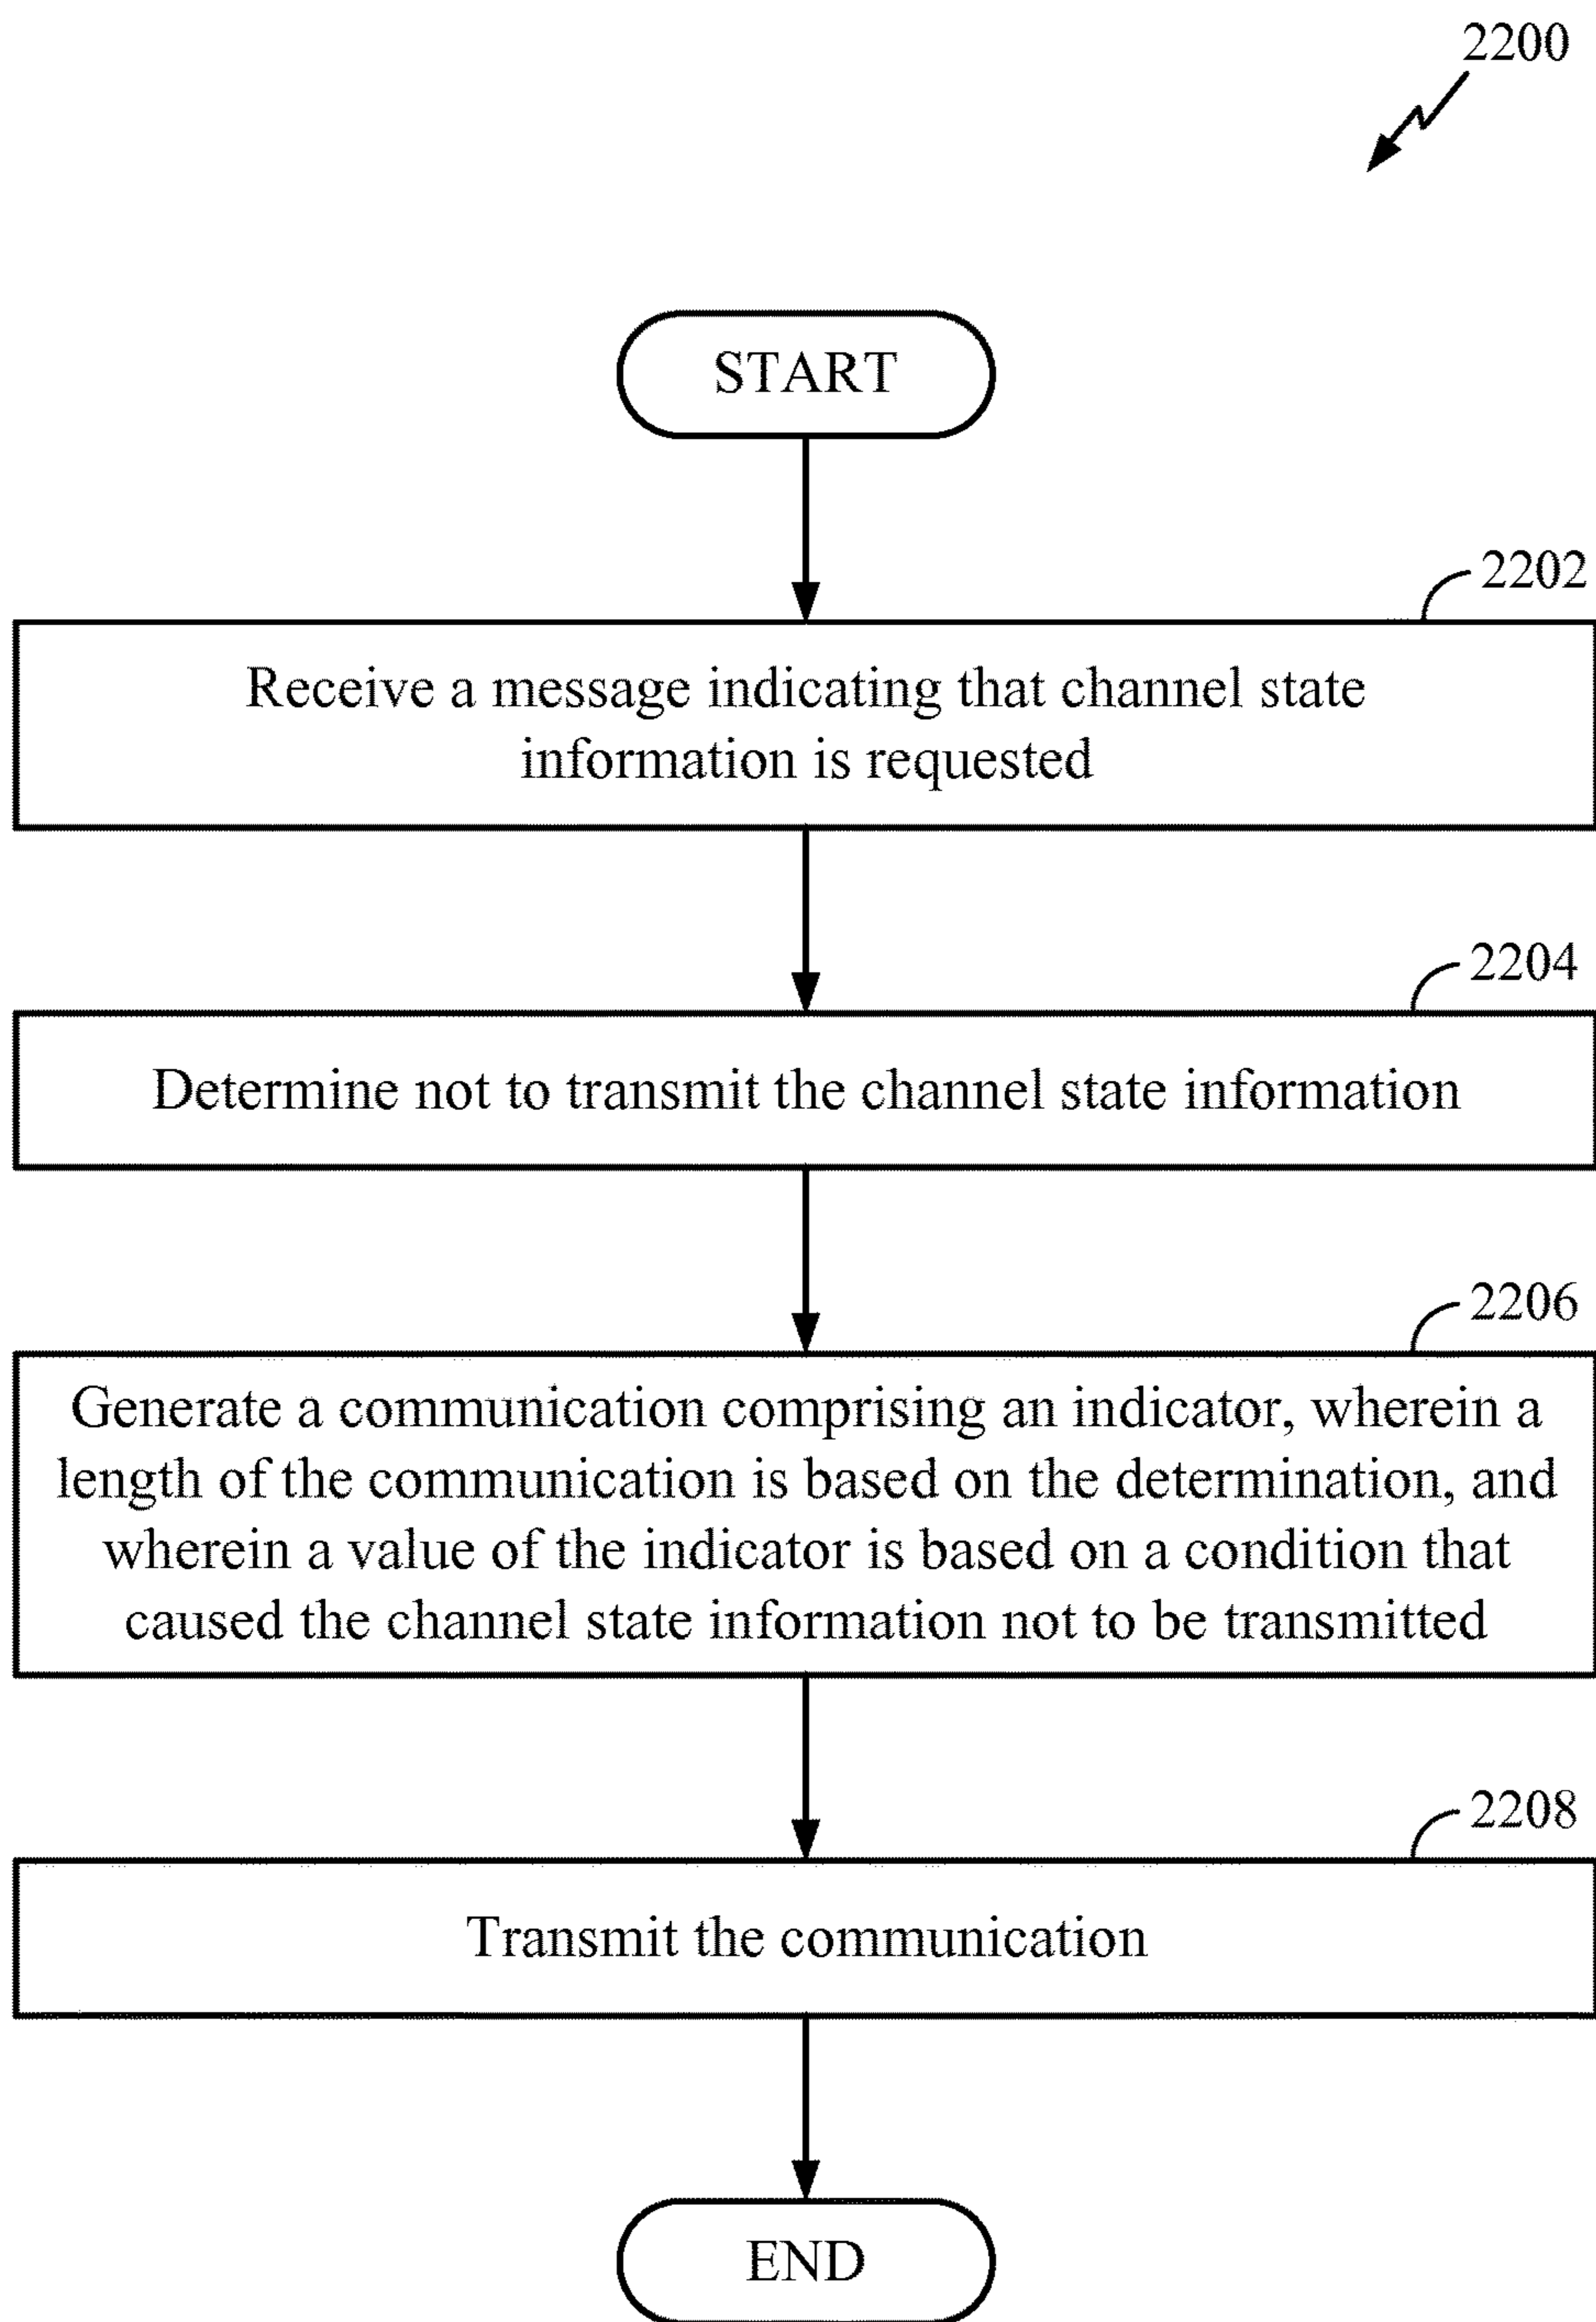 2200
START
2202
Receive a message indicating that channel state
information is requested
2204
Determine not to transmit the channel state information
2206
Generate a communication comprising an indicator, wherein a
length of the communication is based on the determination, and
wherein a value of the indicator is based on a condition that
caused the channel state information not to be transmitted
2208
Transmit the communication
END